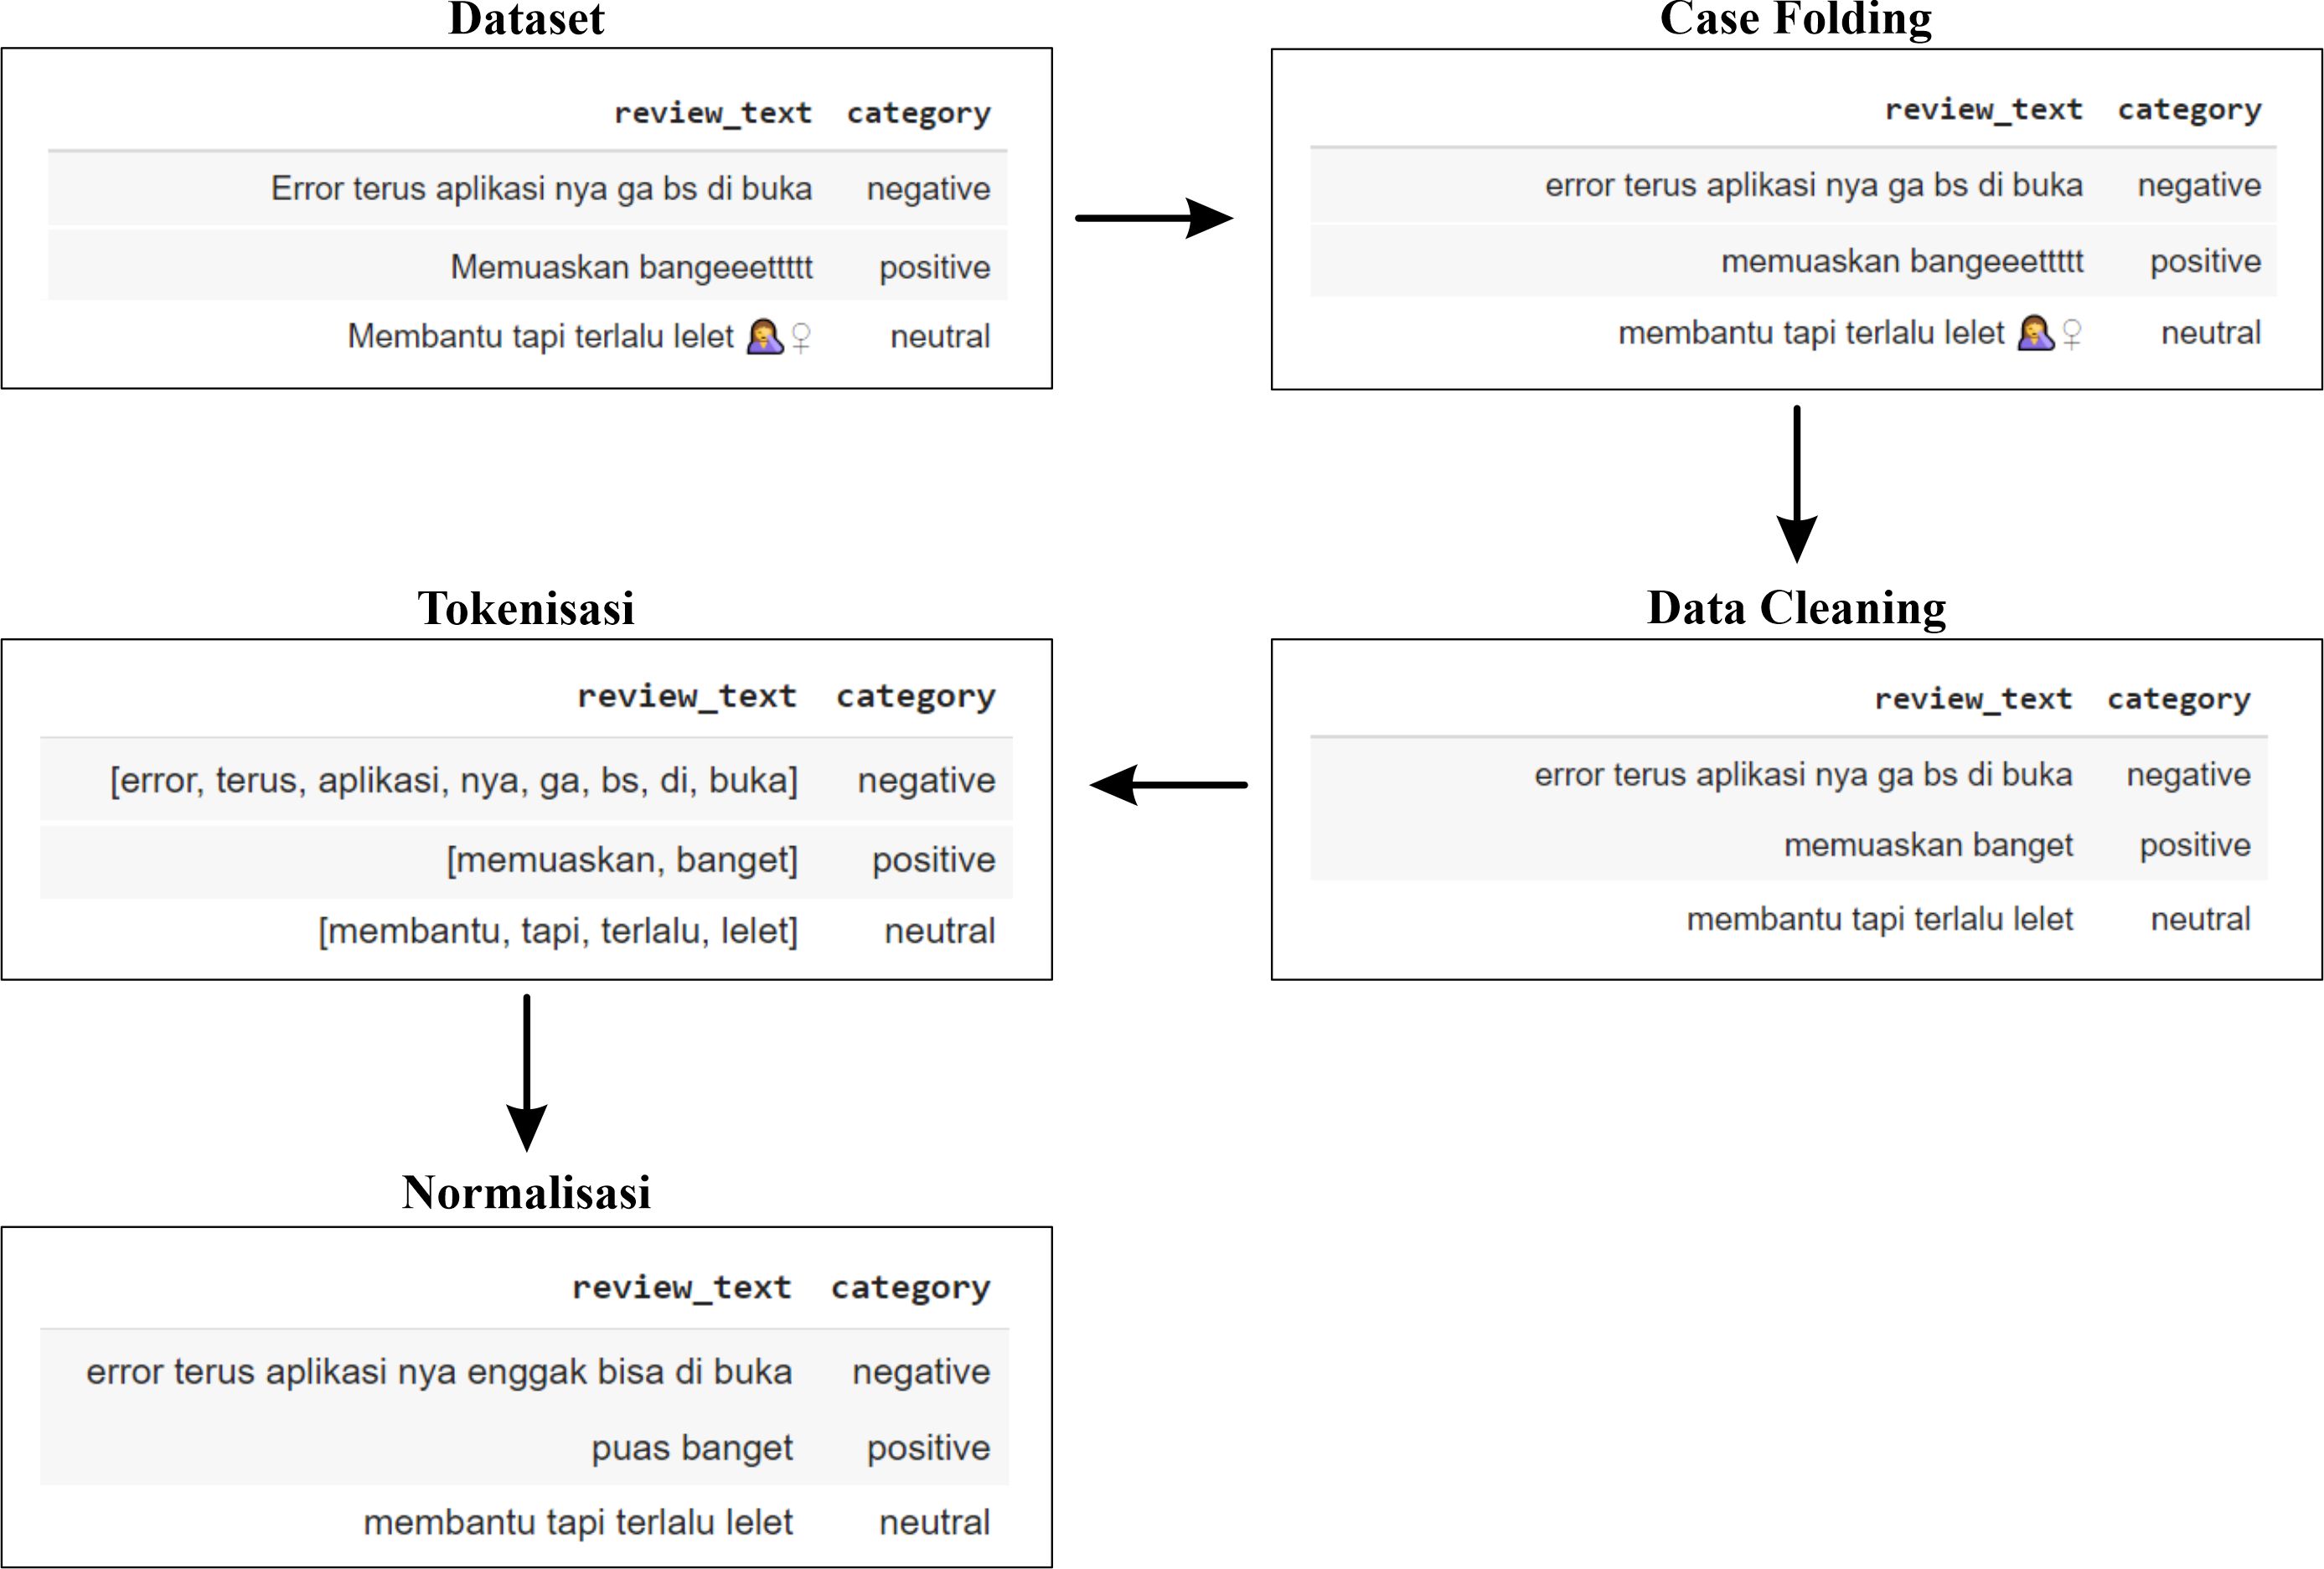 Dataset
review_text category
Error terus aplikasi nya ga bs di buka negative
Memuaskan bangeeettttt positive
Membantu tapi terlalu lelet 🤦♀ neutral
Case Folding
review_text category
error terus aplikasi nya ga bs di buka negative
memuaskan bangeeettttt positive
membantu tapi terlalu lelet 🤦♀ neutral
Data Cleaning
review_text category
error terus aplikasi nya ga bs di buka negative
memuaskan banget positive
membantu tapi terlalu lelet neutral
Tokenisasi
review_text category
[error, terus, aplikasi, nya, ga, bs, di, buka] negative
[memuaskan, banget] positive
[membantu, tapi, terlalu, lelet] neutral
Normalisasi
review_text category
error terus aplikasi nya enggak bisa di buka negative
puas banget positive
membantu tapi terlalu lelet neutral